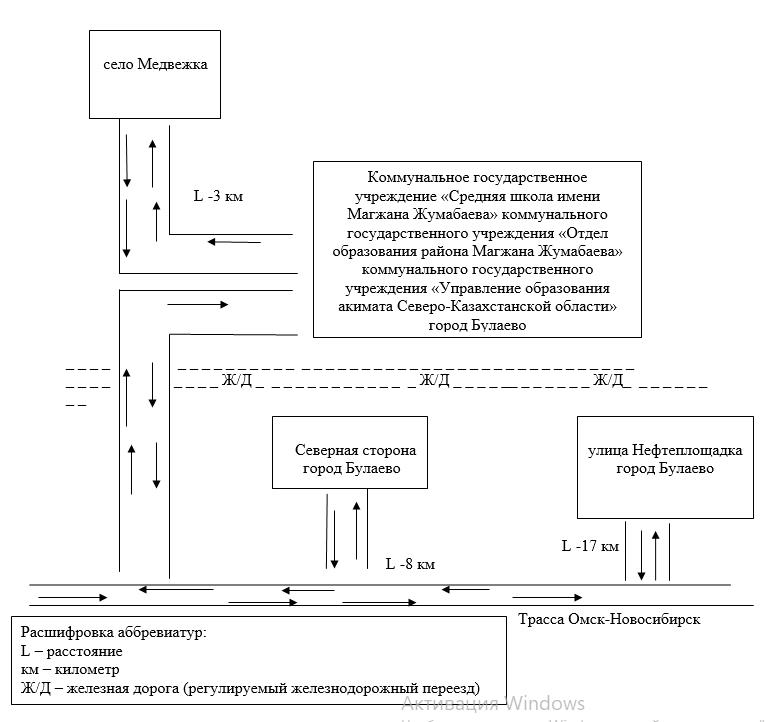 село Медвежка
L -3 км
Коммунальное государственное
учреждение «Средняя школа имени
Магжана Жумабаева» коммунального
государственного учреждения «Отдел
образования района Магжана Жумабаева»
коммунального государственного
учреждения «Управление образования
акимата Северо-Казахстанской области»
город Булаево
Ж/Д
Ж/Д
Ж/Д
Северная сторона
город Булаево
улица Нефтеплощадка
город Булаево
L -8 км
L -17 км
Трасса Омск-Новосибирск
Расшифровка аббревиатур:
L – расстояние
км – километр
Ж/Д – железная дорога (регулируемый железнодорожный переезд)
Активация Windows